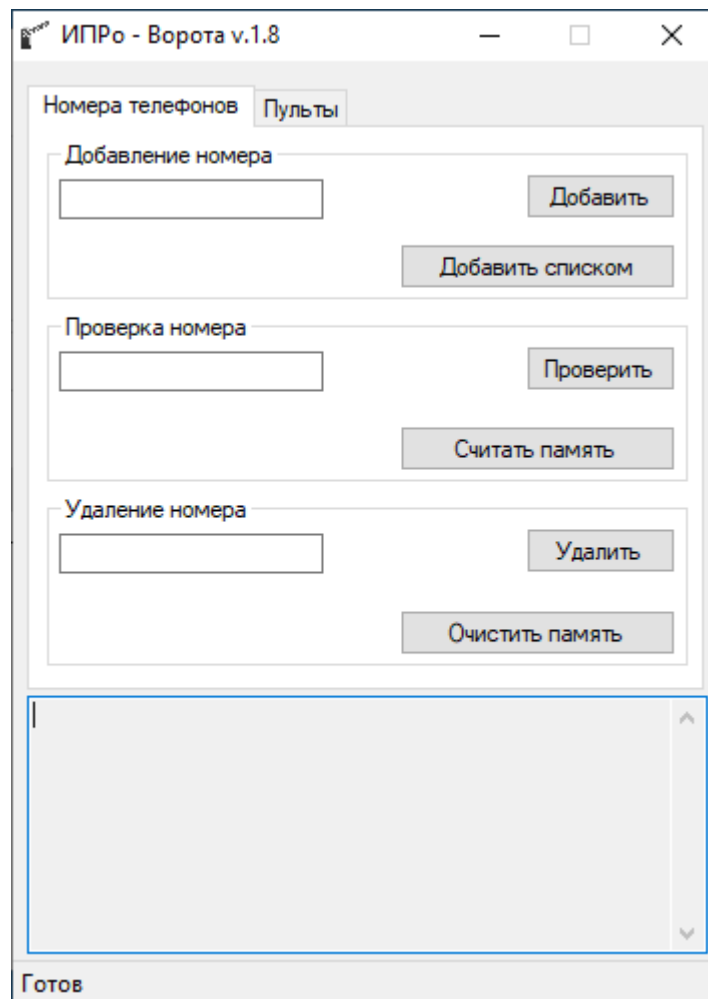 ИПРо - Ворота v.1.8
Номера телефонов
Пульты
Добавление номера
Добавить
Добавить списком
Проверка номера
Проверить
Считать память
Удаление номера
Удалить
Очистить память
Готов